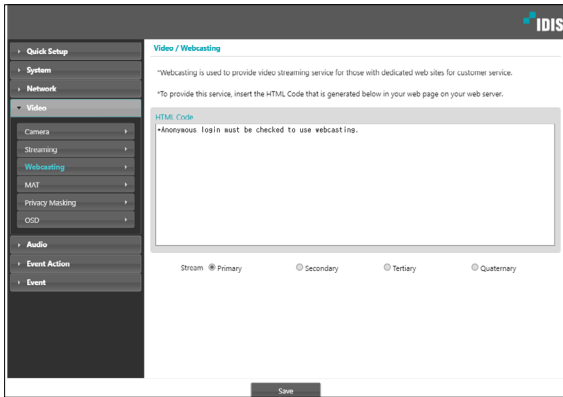 IDIS
Quick Setup
System
Network
Video
Camera
Streaming
Webcasting
MAT
Privacy Masking
OSD
Audio
Event Action
Event
Video / Webcasting
*Webcasting is used to provide video streaming service for those with dedicated web sites for customer service.
*To provide this service, insert the HTML Code that is generated below in your web page on your web server.
HTML Code
*Anonymous login must be checked to use webcasting.
Stream Primary Secondary Tertiary Quaternary
Save